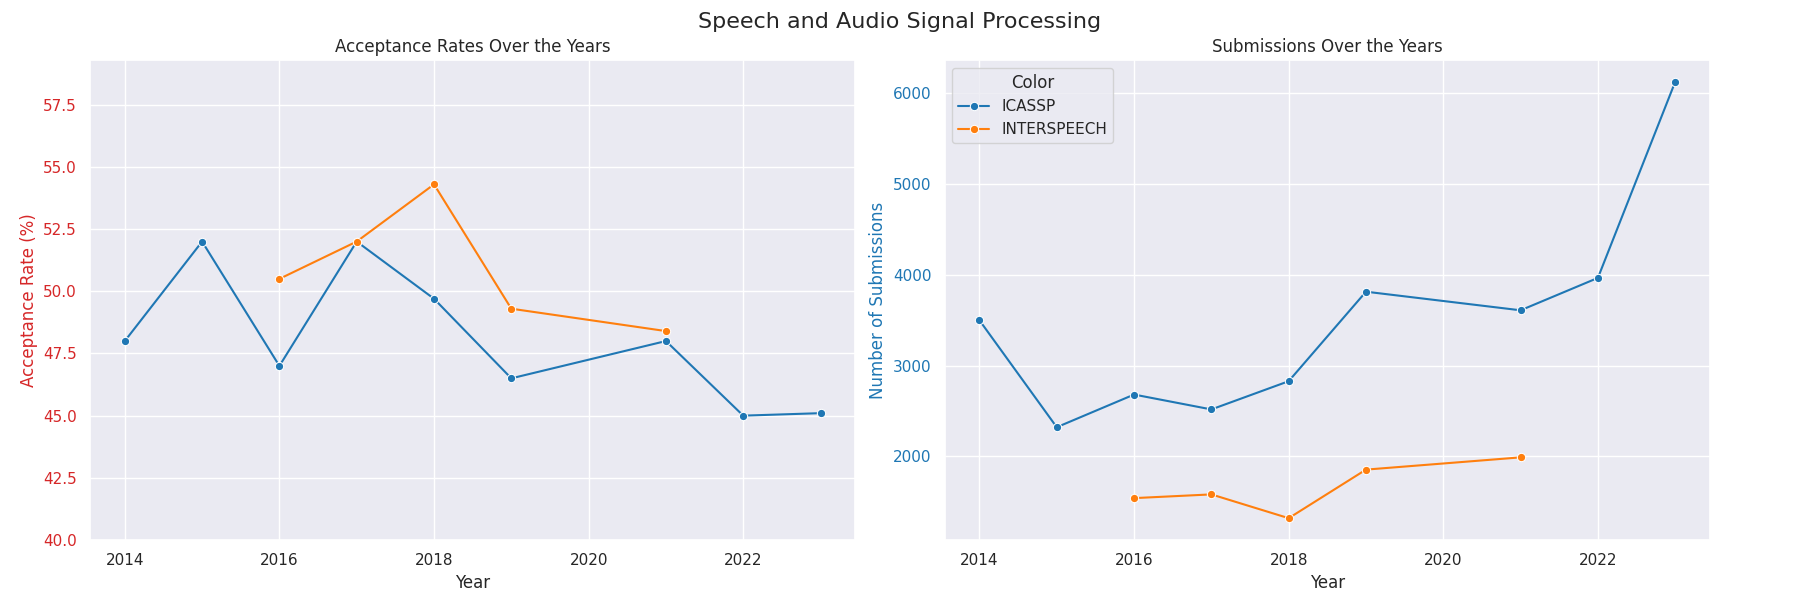 Speech and Audio Signal Processing
Acceptance Rates Over the Years
Acceptance Rate (%)
57.5
55.0
52.5
50.0
47.5
45.0
42.5
40.0
2014 2016 2018 2020 2022
Year
Submissions Over the Years
Number of Submissions
6000
5000
4000
3000
2000
Color
ICASSP
INTERSPEECH
2014 2016 2018 2020 2022
Year